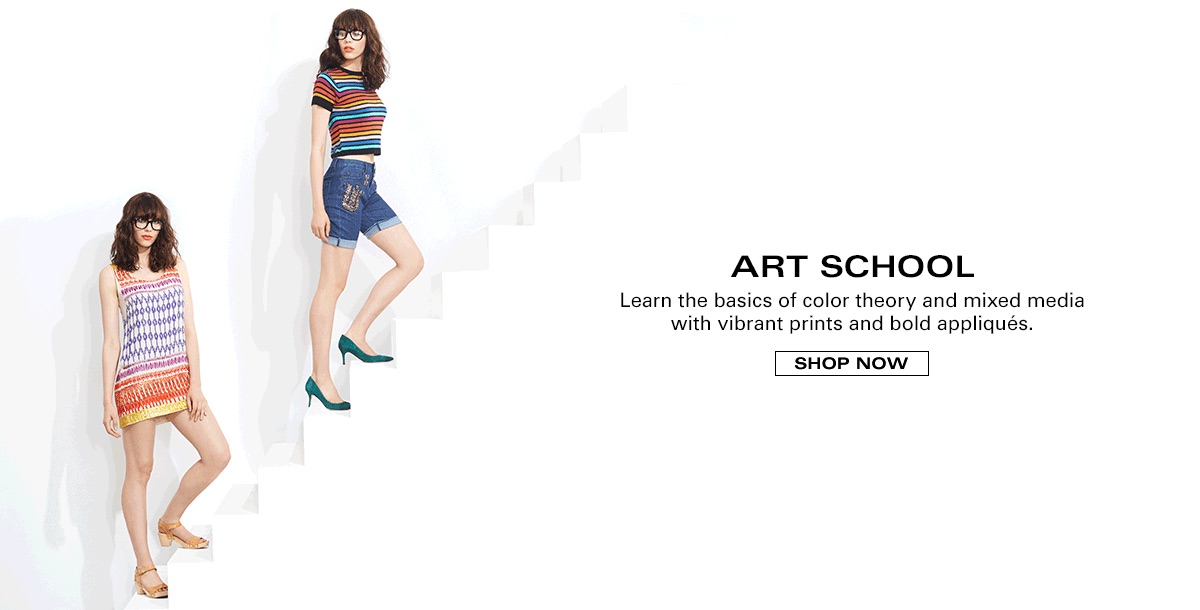 ART SCHOOL
Learn the basics of color theory and mixed media
with vibrant prints and bold appliqués.
SHOP NOW